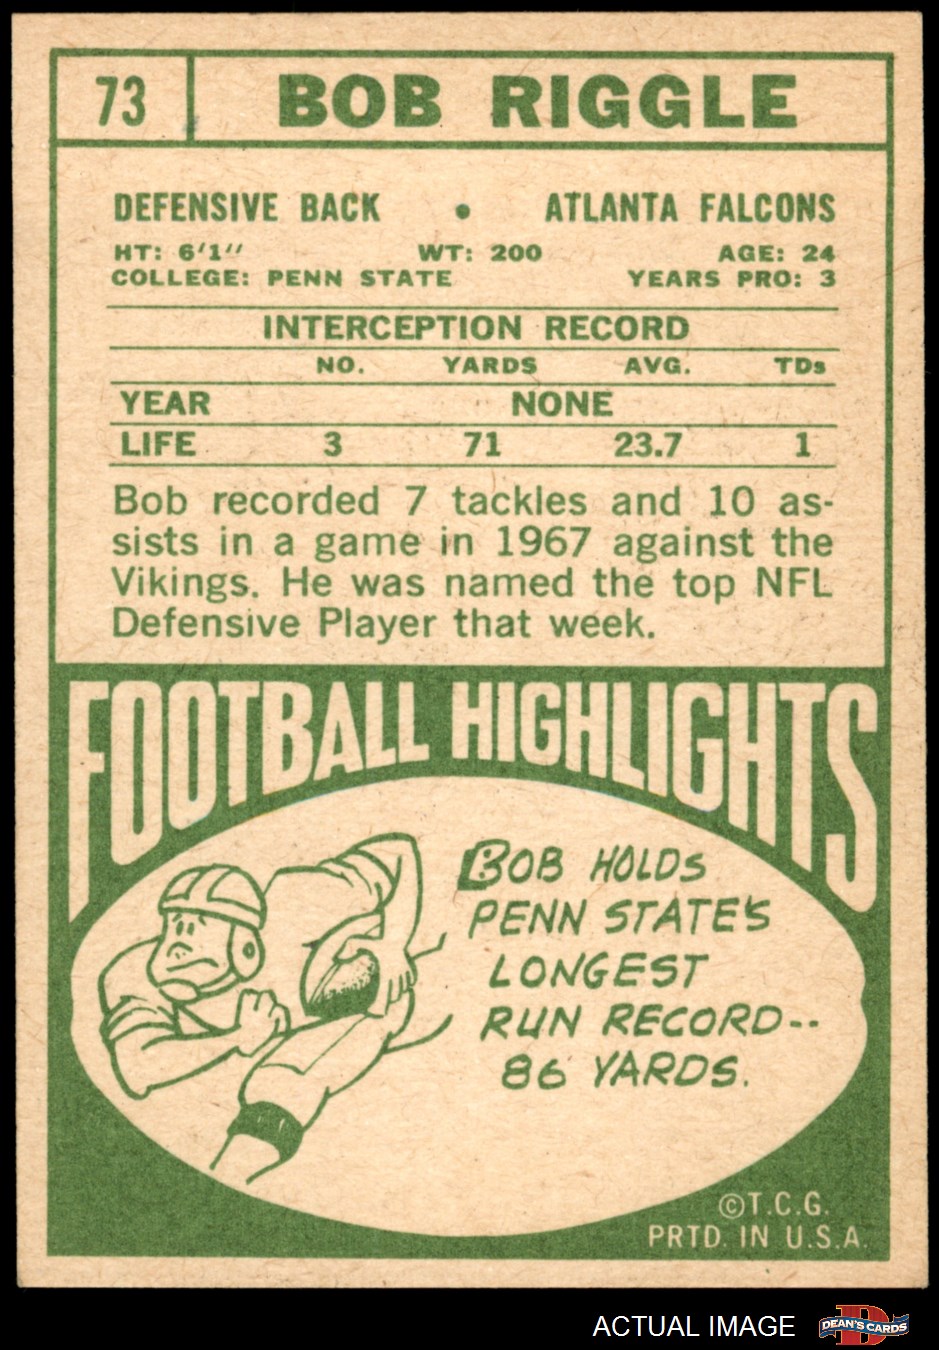 73 BOB RIGGLE
DEFENSIVE BACK • ATLANTA FALCONS
HT: 6'1'' WT: 200 AGE: 24
COLLEGE: PENN STATE YEARS PRO: 3
INTERCEPTION RECORD
NO. YARDS AVG. TDs
YEAR NONE
LIFE 3 71 23.7 1
Bob recorded 7 tackles and 10 as-
sists in a game in 1967 against the
Vikings. He was named the top NFL
Defensive Player that week.
FOOTBALL HIGHLIGHTS
BOB HOLDS
PENN STATE'S
LONGEST
RUN RECORD--
86 YARDS.
©T.C.G.
PRTD. IN U.S.A.
ACTUAL IMAGE
D
DEAN'S CARDS